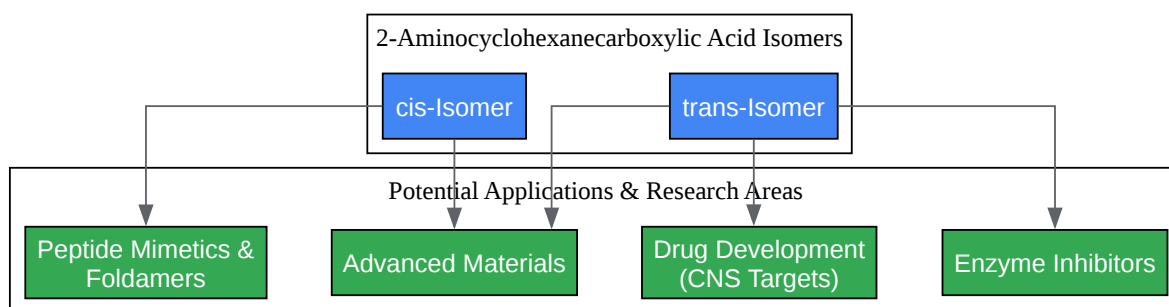 2-Aminocyclohexanecarboxylic Acid Isomers
cis-Isomer
trans-Isomer
Potential Applications & Research Areas
Peptide Mimetics &
Foldamers
Advanced Materials
Drug Development
(CNS Targets)
Enzyme Inhibitors